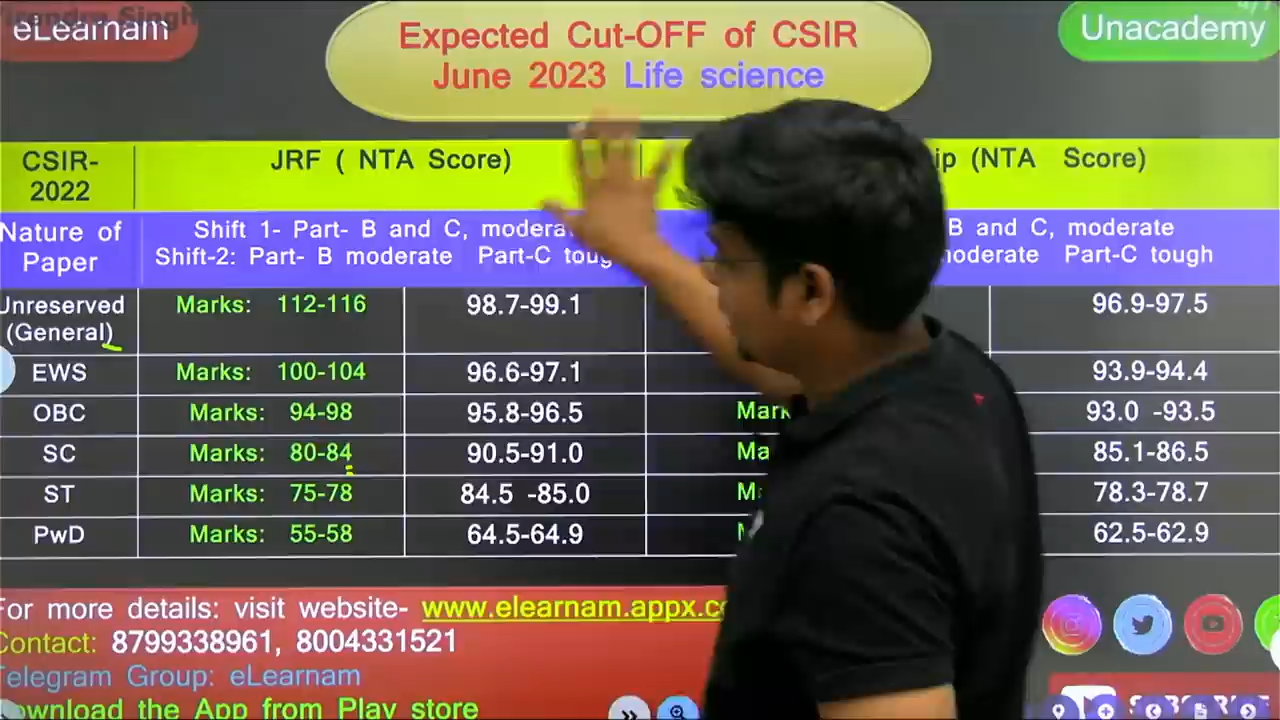 eLearnam
Expected Cut-OFF of CSIR
June 2023 Life science
Unacademy
CSIR-
2022
JRF ( NTA Score)
(NTA Score)
Nature of
Paper
Shift 1- Part- B and C,
Shift-2: Part- B moderate Part-C
B and C, moderate
Part-C tough
Unreserved
(General)
Marks: 112-116
98.7-99.1
96.9-97.5
EWS
Marks: 100-104
96.6-97.1
93.9-94.4
OBC
Marks: 94-98
95.8-96.5
93.0 -93.5
SC
Marks: 80-84
90.5-91.0
85.1-86.5
ST
Marks: 75-78
84.5 -85.0
78.3-78.7
PwD
Marks: 55-58
64.5-64.9
62.5-62.9
For more details: visit website- www.elearnam.appx.c
Contact: 8799338961, 8004331521
Telegram Group: eLearnam
Download the App from Play store